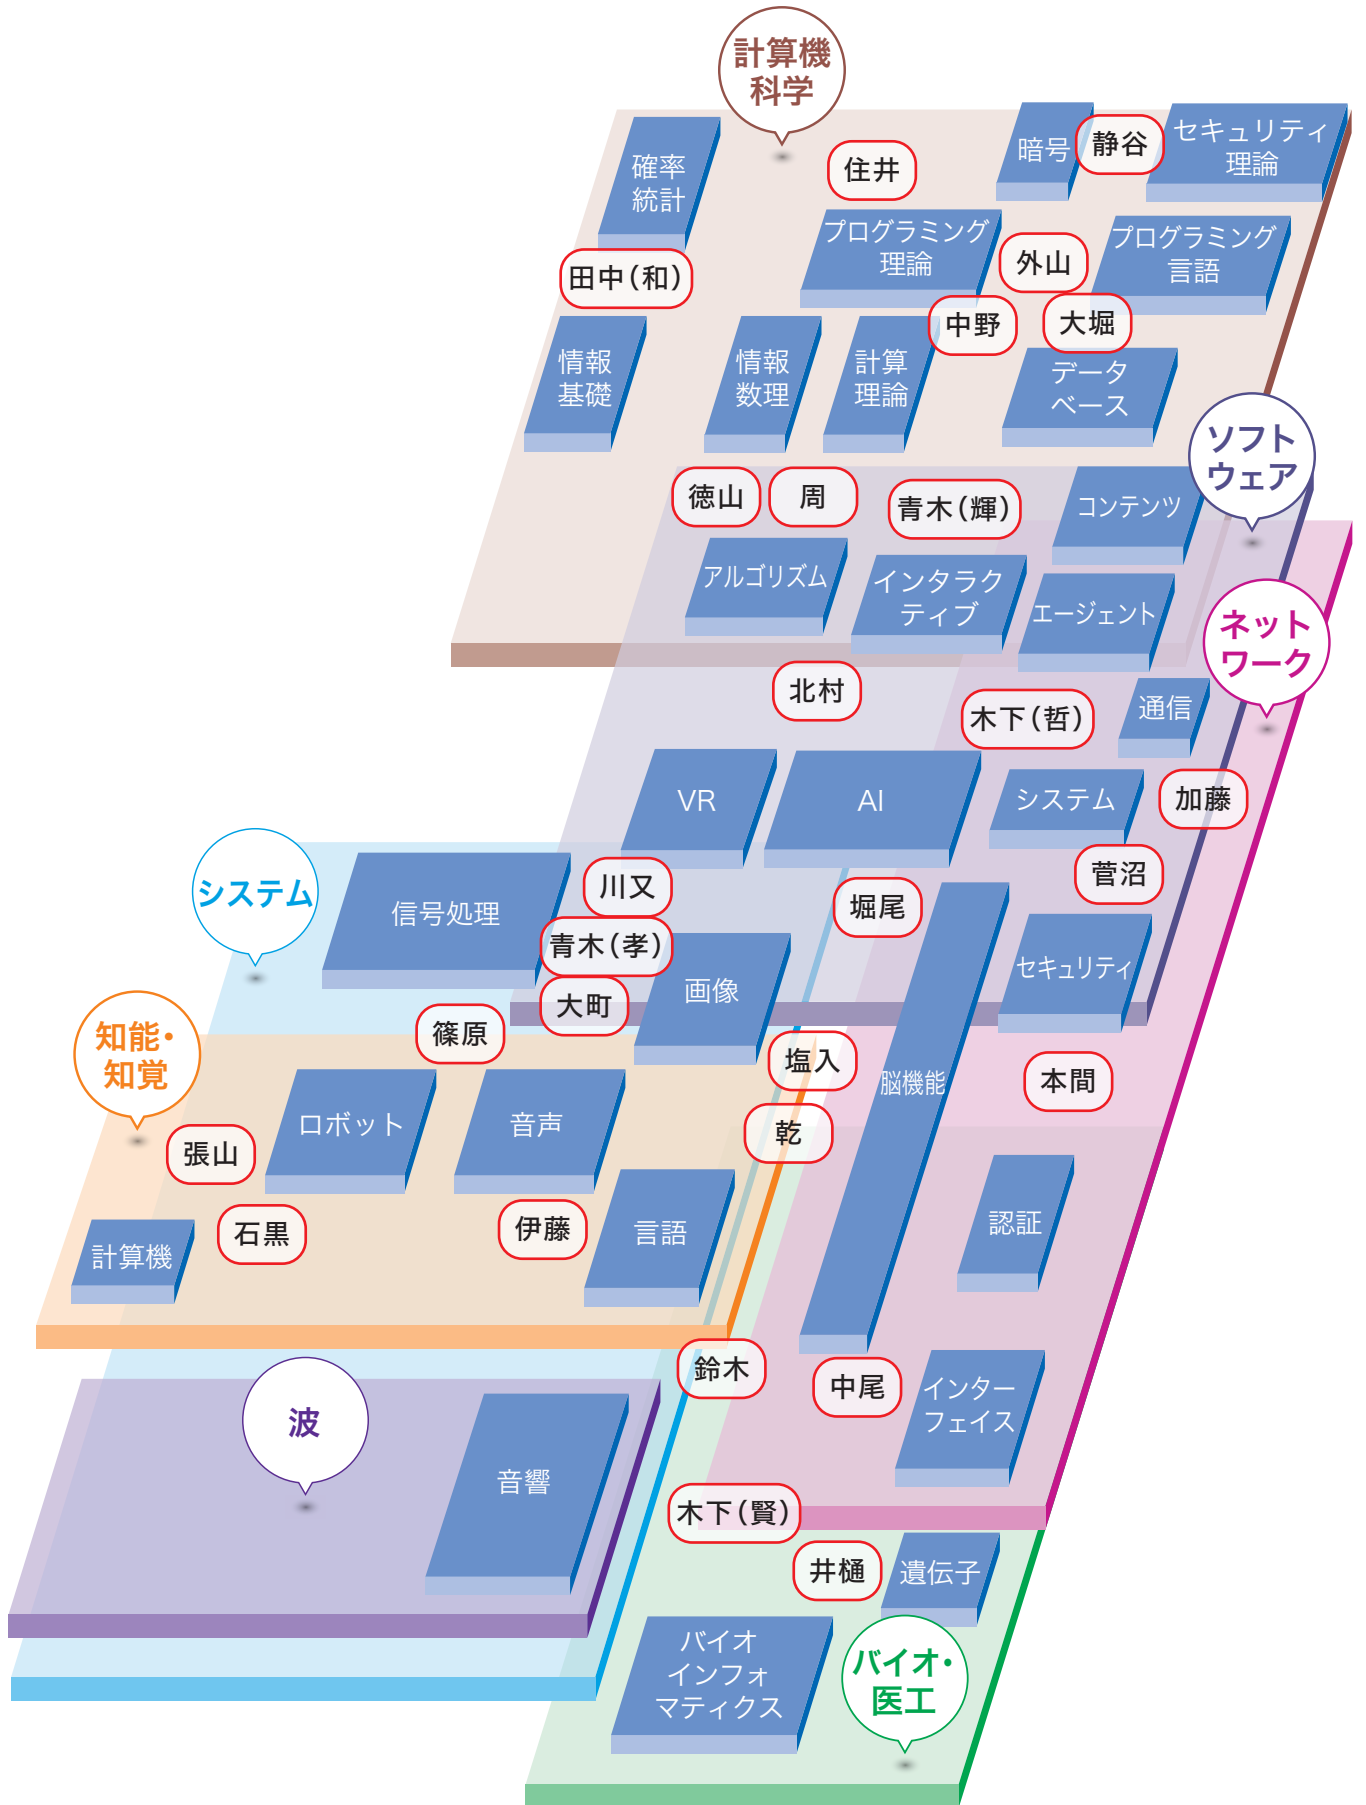 計算機
科学
確率
統計
住井
暗号
静谷
セキュリティ
理論
田中（和）
プログラミング
理論
外山
プログラミング
言語
中野
大堀
情報
基礎
情報
数理
計算
理論
データ
ベース
ソフト
ウェア
徳山
周
青木（輝）
コンテンツ
アルゴリズム
インタラク
ティブ
エージェント
ネット
ワーク
北村
木下（哲）
通信
VR
AI
システム
加藤
システム
信号処理
川又
堀尾
菅沼
青木（孝）
大町
画像
セキュリティ
知能・
知覚
篠原
塩入
脳機能
本間
張山
ロボット
音声
乾
計算機
石黒
伊藤
言語
認証
波
鈴木
中尾
インター
フェイス
音響
木下（賢）
井樋
遺伝子
バイオ
インフォ
マティクス
バイオ・
医工